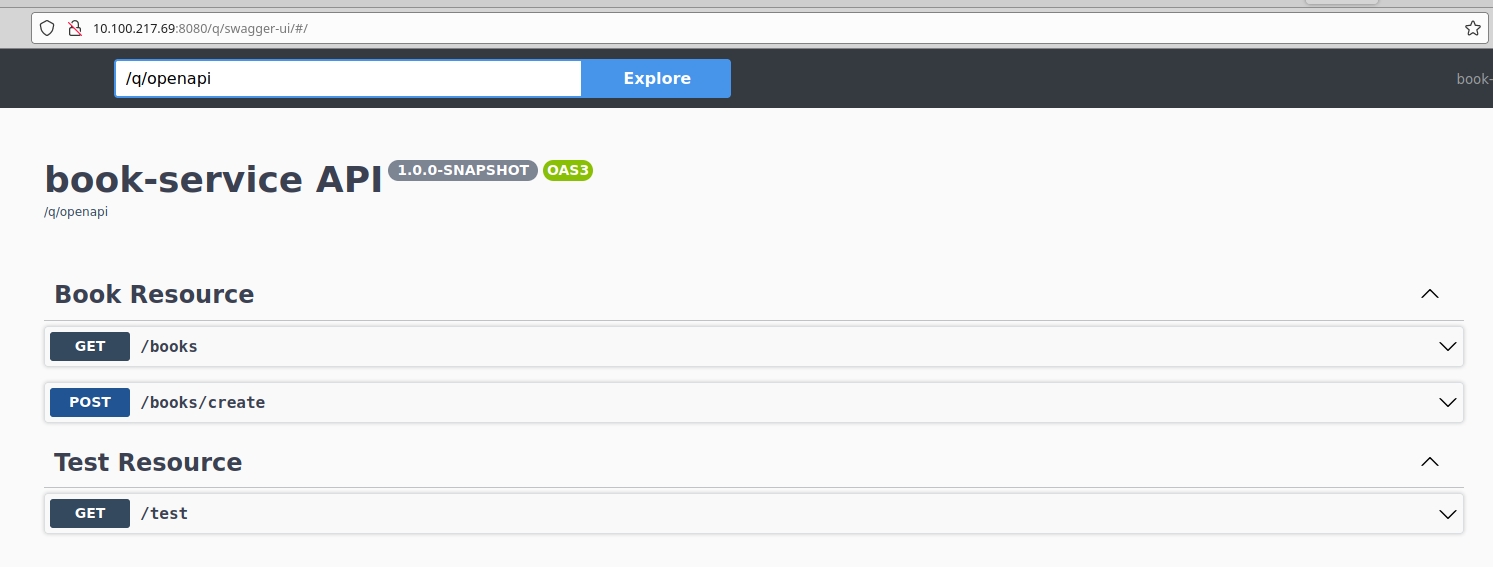 10.100.217.69:8080/q/swagger-ui/#/
/q/openapi Explore book-
book-service API 1.0.0-SNAPSHOT OAS3
/q/openapi
Book Resource
GET /books
POST /books/create
Test Resource
GET /test